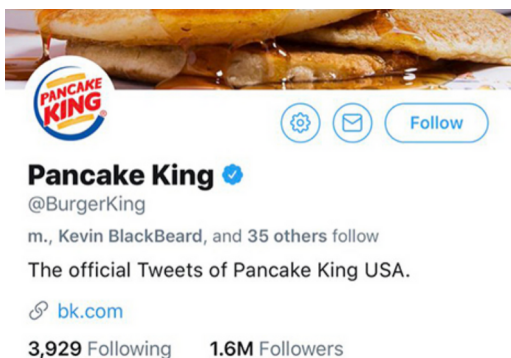 PANCAKE
KING
Follow
Pancake King
@BurgerKing
m., Kevin BlackBeard, and 35 others follow
The official Tweets of Pancake King USA.
bk.com
3,929 Following 1.6M Followers